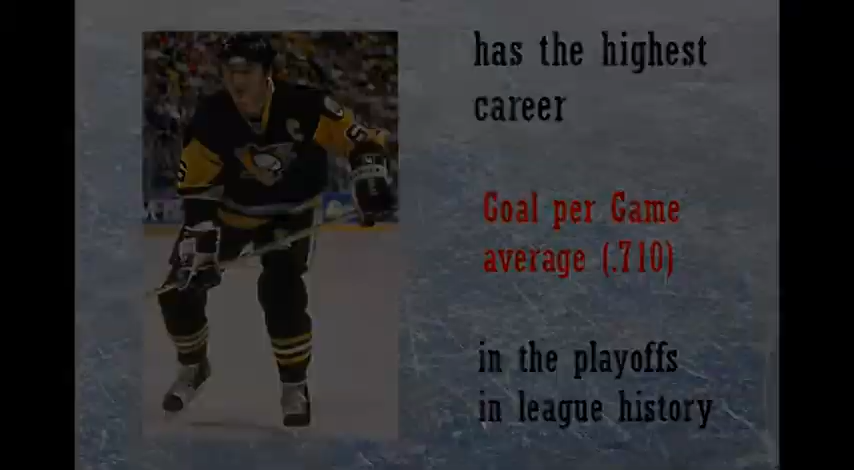 has the highest
career
Goal per Game
average (.710)
in the playoffs
in league history
C